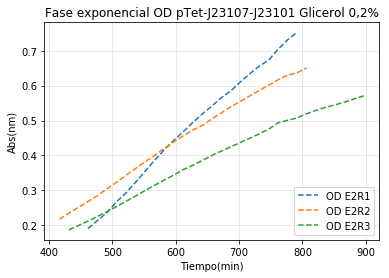 Fase exponencial OD pTet-J23107-J23101 Glicerol 0,2%
Abs(nm)
0.7
0.6
0.5
0.4
0.3
0.2
400 500 600 700 800 900
Tiempo(min)
OD E2R1
OD E2R2
OD E2R3